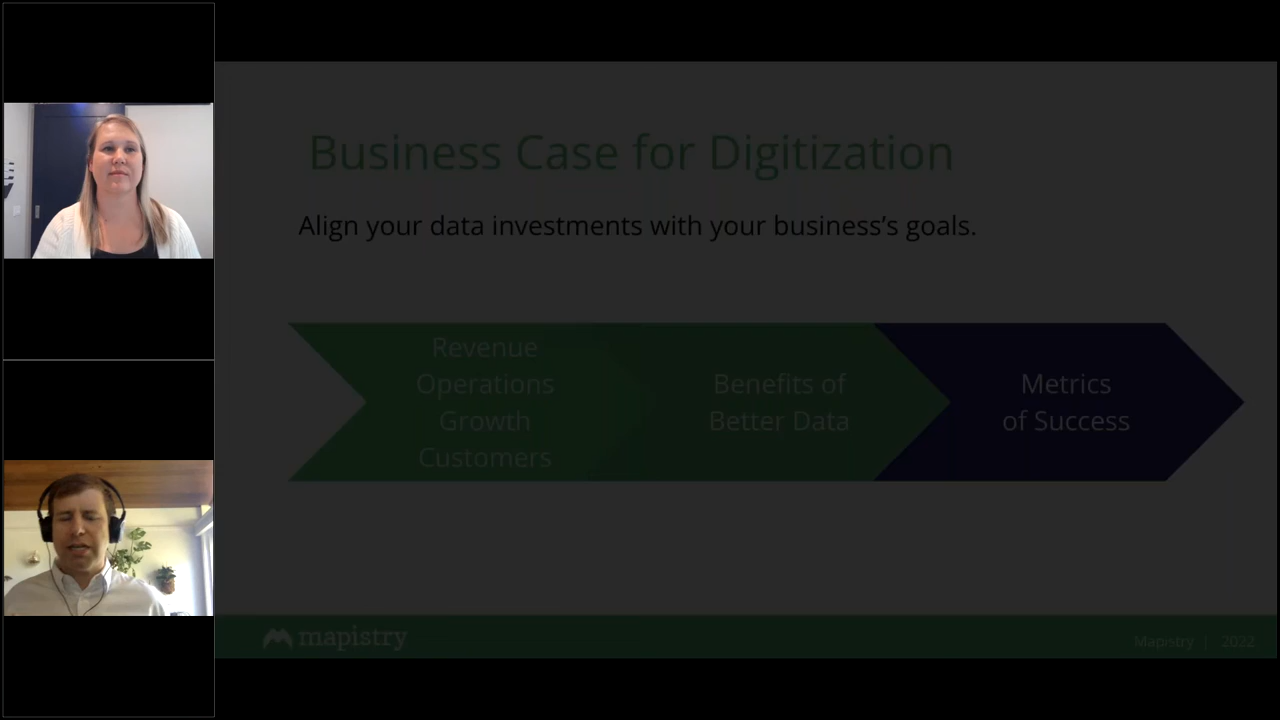 Business Case for Digitization
Align your data investments with your business's goals.
Revenue
Operations
Growth
Customers
Benefits of
Better Data
Metrics
of Success
mapistry
Mapistry | 2022